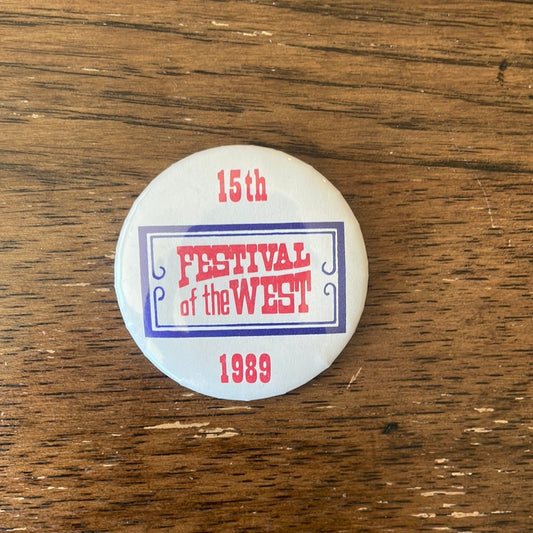 15th
FESTIVAL
of the WEST
1989